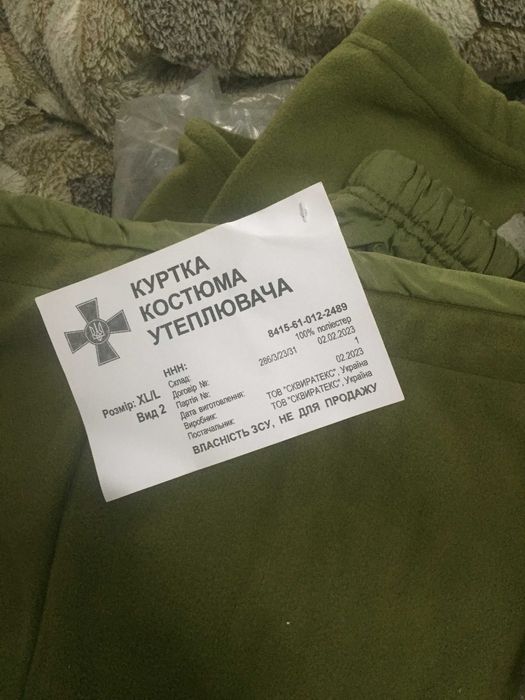 КУРТКА
КОСТЮМА
УТЕПЛЮВАЧА
Розмір: XL/L
Вид 2
ННН: 8415-61-012-2489
Склад: 100% поліестер
Договір №: 286/3/23/31 02.02.2023
Партія №: 1
Дата виготовлення: 02.2023
Виробник: ТОВ "СКВИРАТЕКС", Україна
Постачальник: ТОВ "СКВИРАТЕКС", Україна
ВЛАСНІСТЬ ЗСУ, НЕ ДЛЯ ПРОДАЖУ